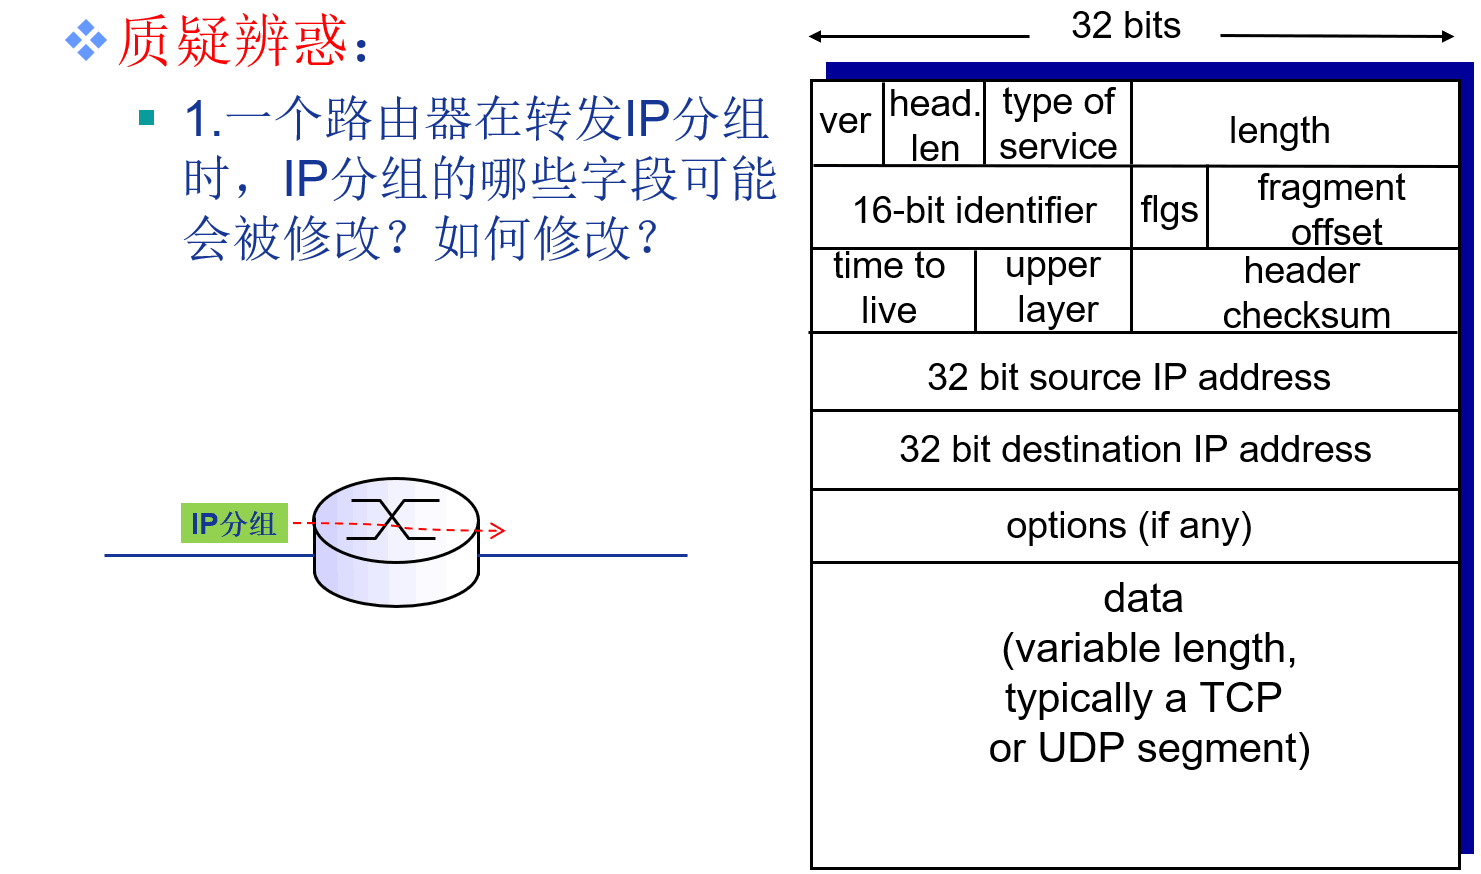 质疑辨惑：
1.一个路由器在转发IP分组
时，IP分组的哪些字段可能
会被修改？如何修改？
IP分组
32 bits
ver
head.
len
type of
service
length
16-bit identifier
flgs
fragment
offset
time to
live
upper
layer
header
checksum
32 bit source IP address
32 bit destination IP address
options (if any)
data
(variable length,
typically a TCP
or UDP segment)